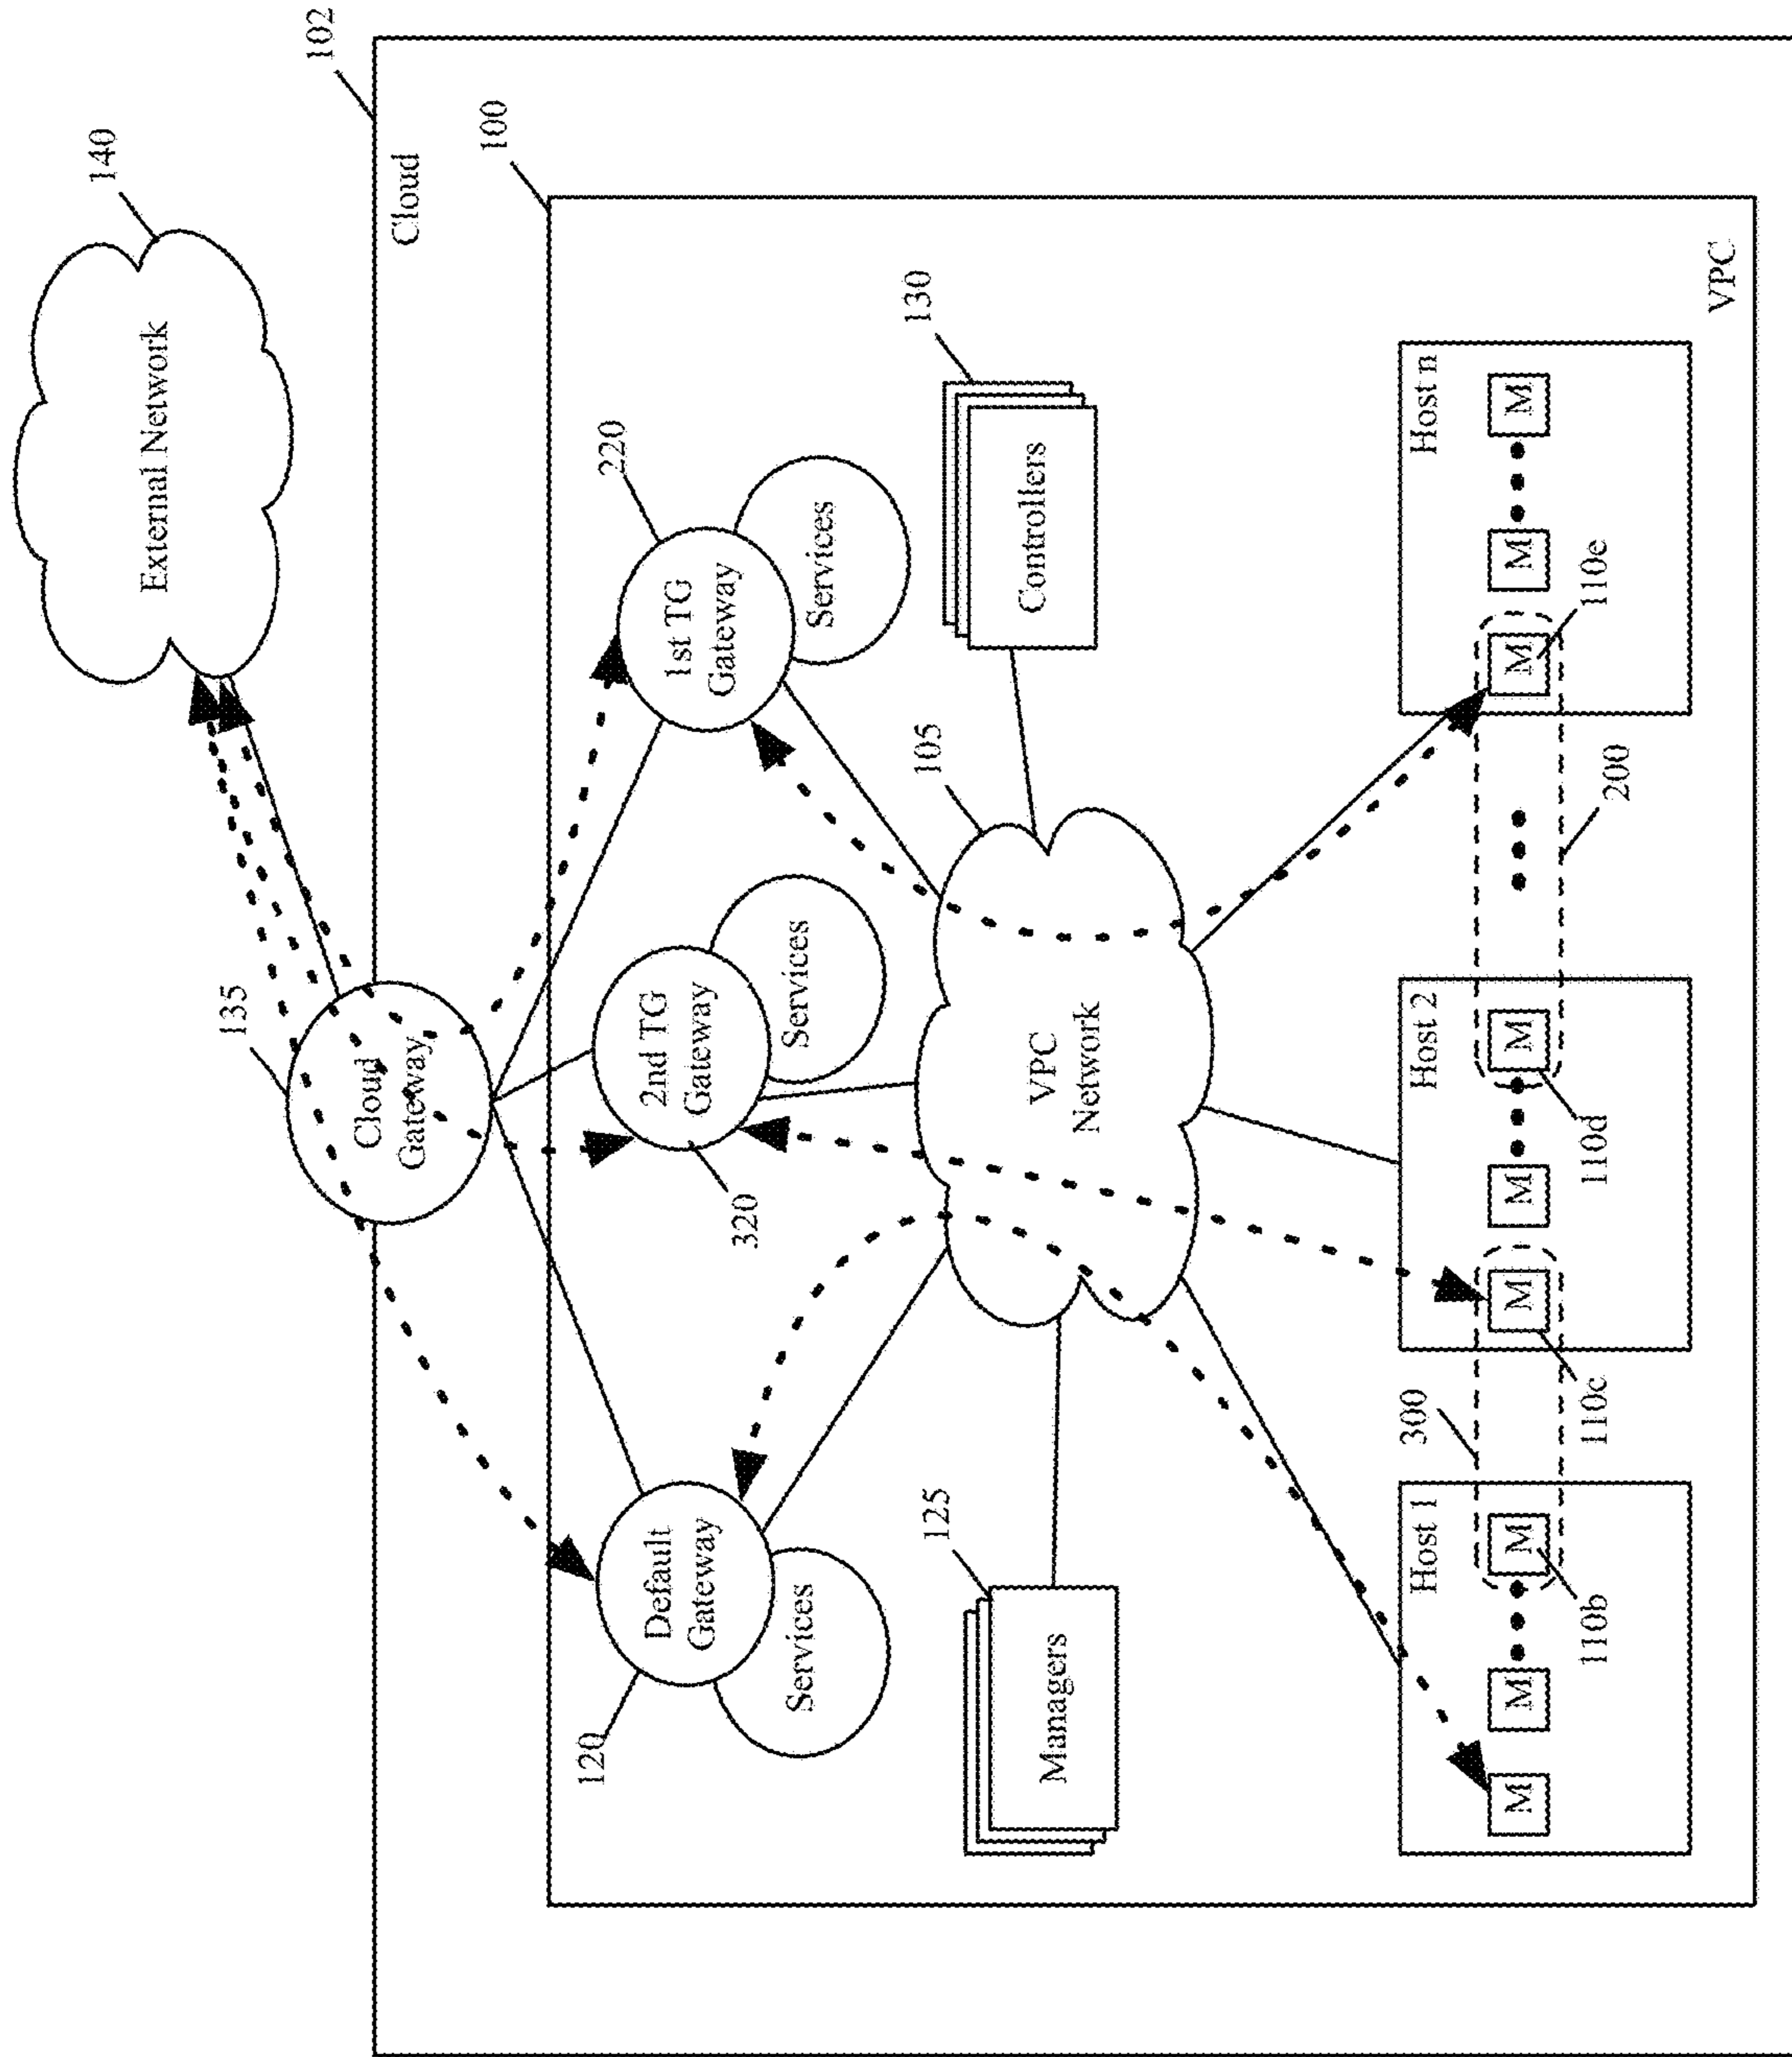 140
External Network
102
Cloud
135
Cloud
Gateway
100
120
Default
Gateway
Services
320
2nd TG
Gateway
Services
220
1st TG
Gateway
Services
125
Managers
105
VPC
Network
130
Controllers
Host 1
M
M
M
110b
300
Host 2
M
M
M
110c
110d
200
Host n
M
M
M
110e
VPC